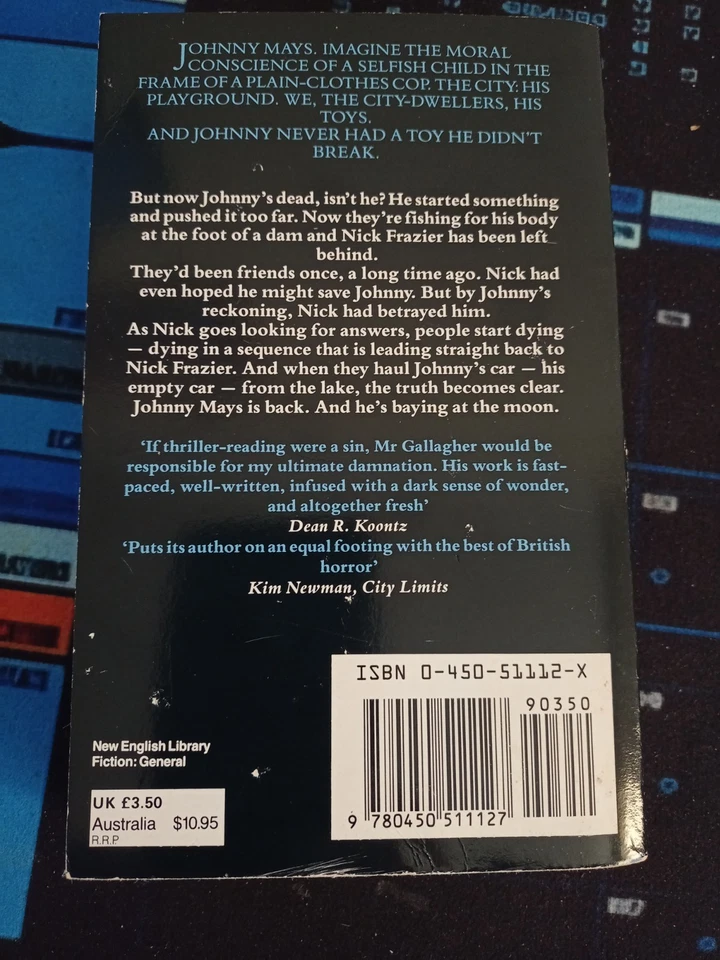 JOHNNY MAYS. IMAGINE THE MORAL
CONSCIENCE OF A SELFISH CHILD IN THE
FRAME OF A PLAIN-CLOTHES COP. THE CITY: HIS
PLAYGROUND. WE, THE CITY-DWELLERS, HIS
TOYS.
AND JOHNNY NEVER HAD A TOY HE DIDN'T
BREAK.
But now Johnny's dead, isn't he? He started something
and pushed it too far. Now they're fishing for his body
at the foot of a dam and Nick Frazier has been left
behind.
They'd been friends once, a long time ago. Nick had
even hoped he might save Johnny. But by Johnny's
reckoning, Nick had betrayed him.
As Nick goes looking for answers, people start dying
— dying in a sequence that is leading straight back to
Nick Frazier. And when they haul Johnny's car — his
empty car — from the lake, the truth becomes clear.
Johnny Mays is back. And he's baying at the moon.
'If thriller-reading were a sin, Mr Gallagher would be
responsible for my ultimate damnation. His work is fast-
paced, well-written, infused with a dark sense of wonder,
and altogether fresh'
Dean R. Koontz
'Puts its author on an equal footing with the best of British
horror'
Kim Newman, City Limits
ISBN 0-450-51112-X
90350
9 780450 511127
New English Library
Fiction: General
UK £3.50
Australia $10.95
R.R.P